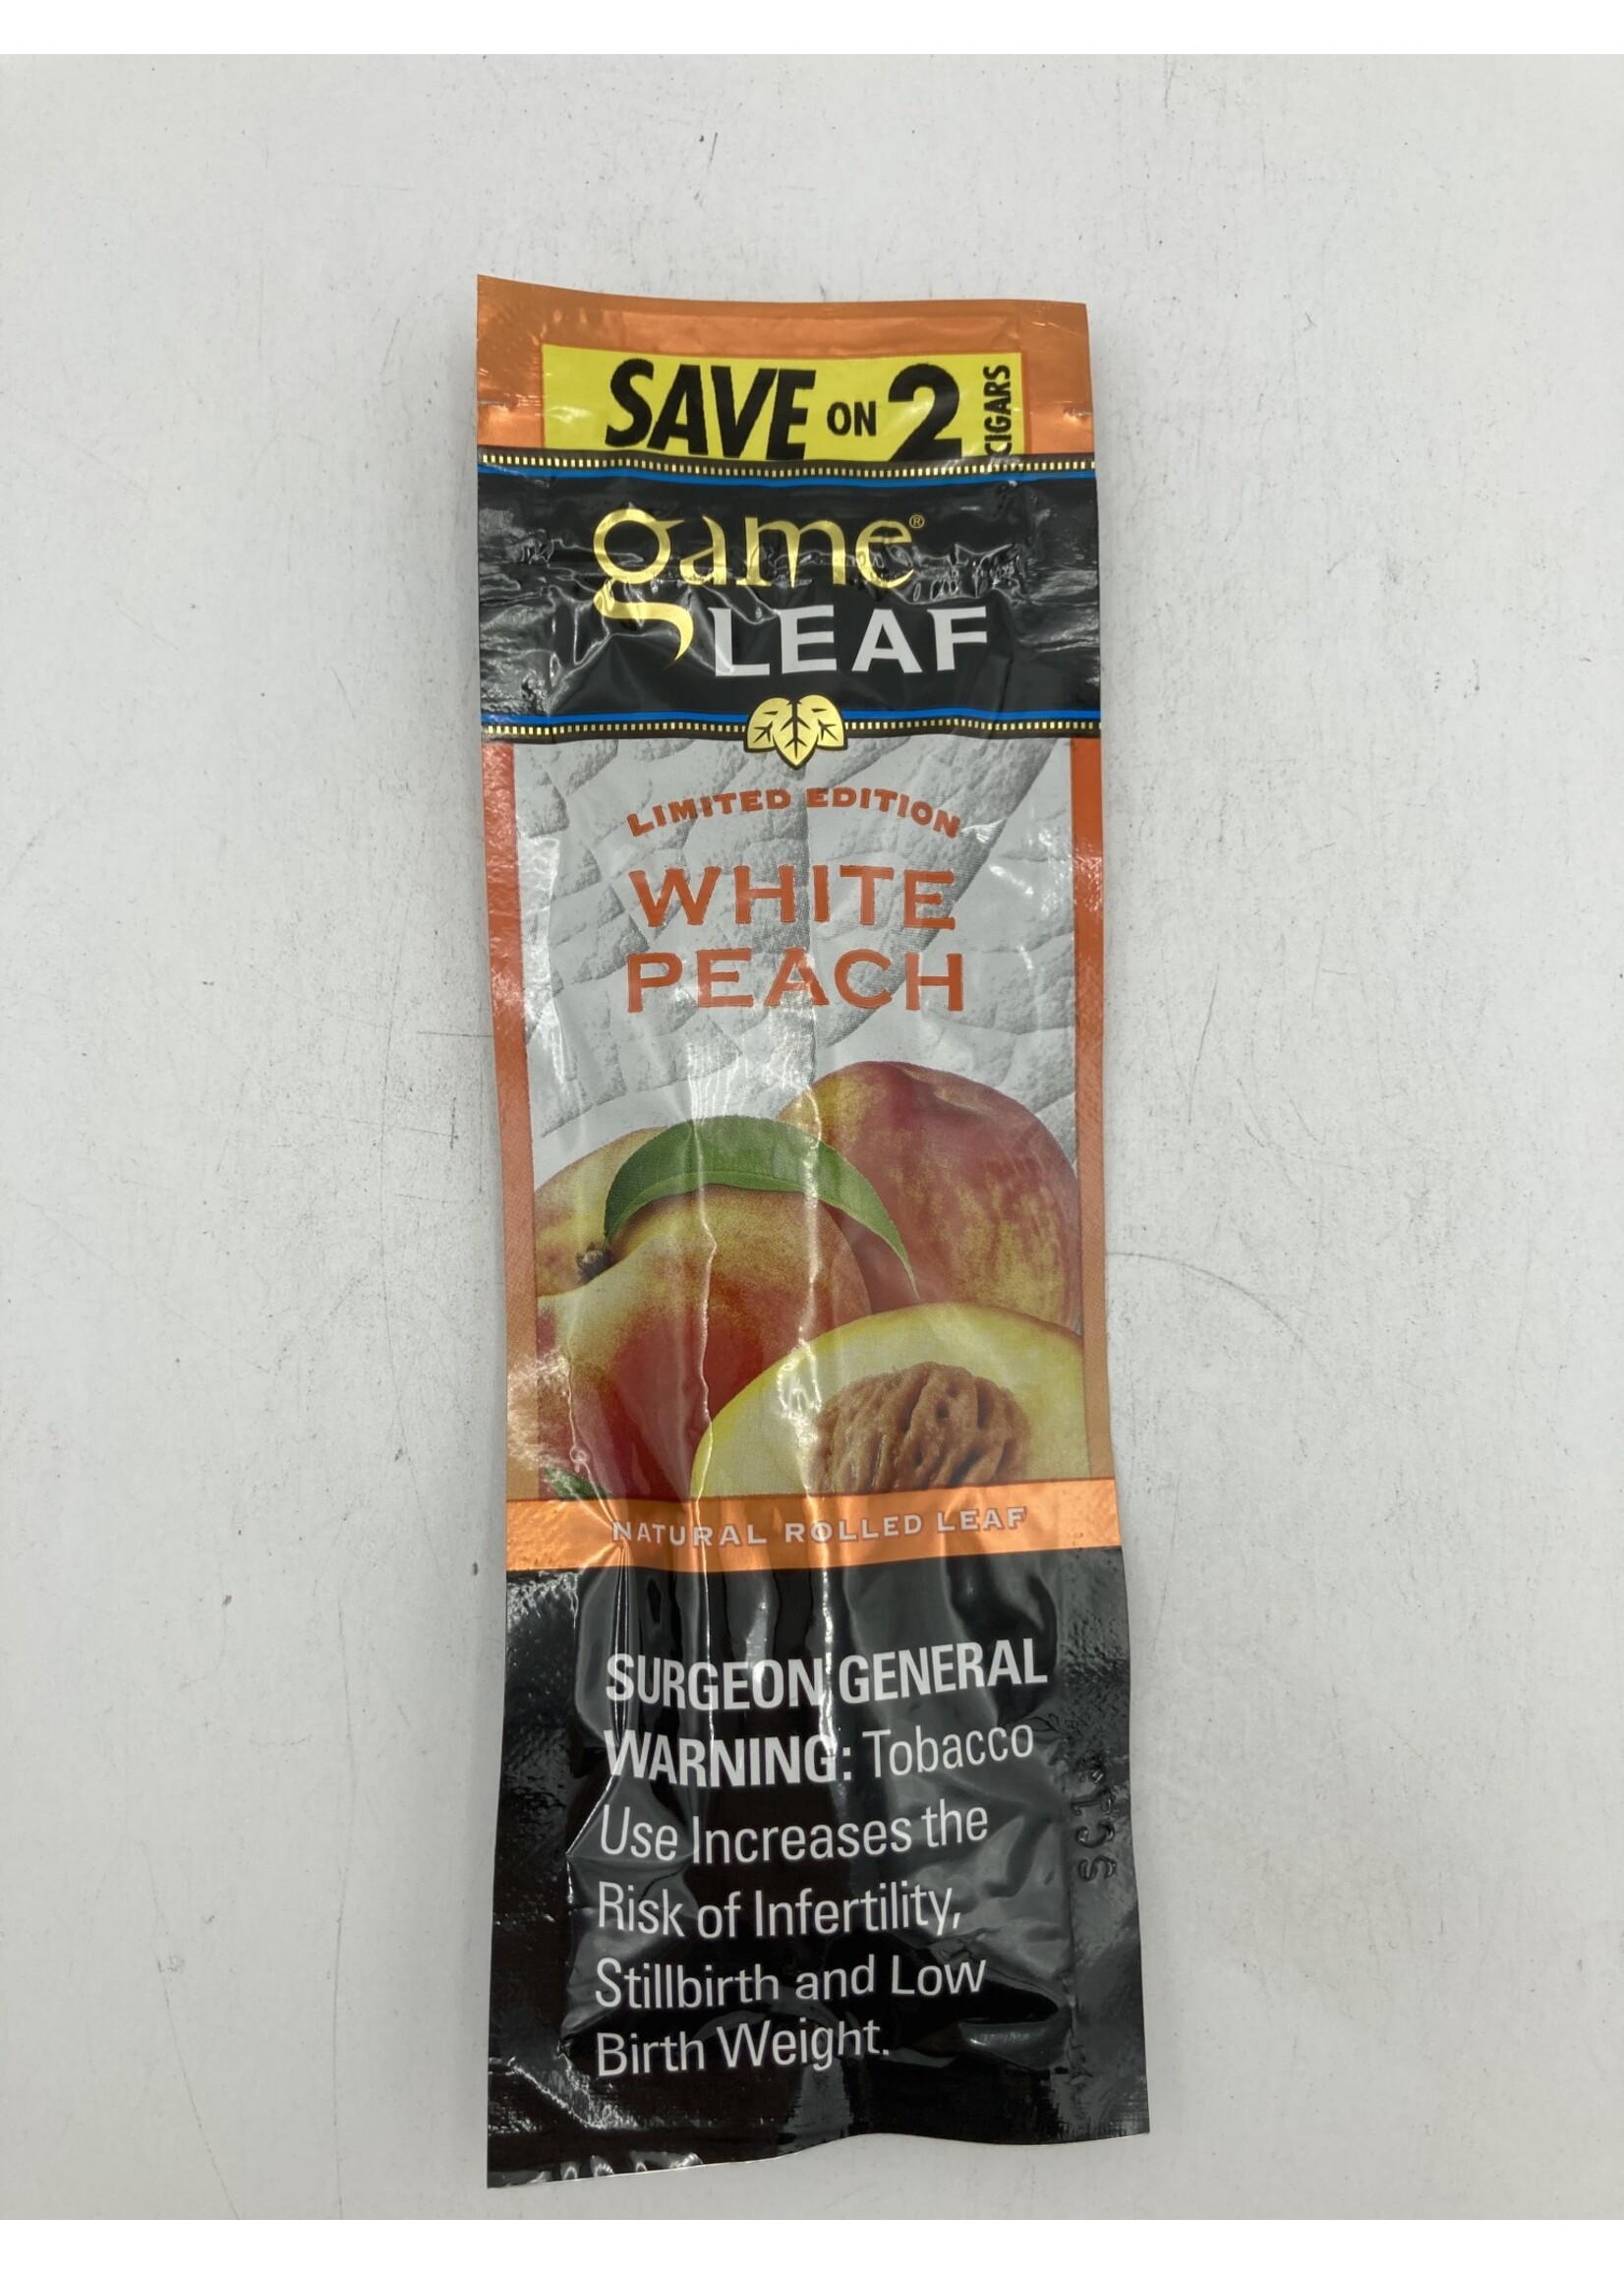 SAVE ON 2 CIGARS
game®
LEAF
LIMITED EDITION
WHITE
PEACH
NATURAL ROLLED LEAF
SURGEON GENERAL
WARNING: Tobacco
Use Increases the
Risk of Infertility,
Stillbirth and Low
Birth Weight.